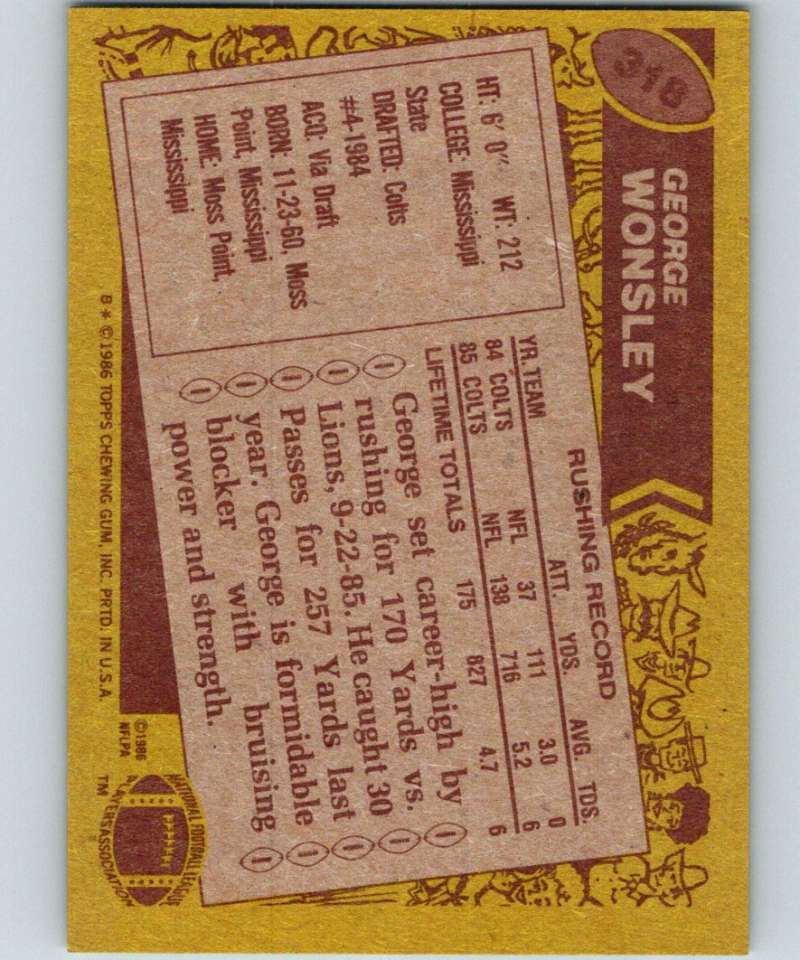 318
GEORGE
WONSLEY
HT: 6' 0" WT: 212
COLLEGE: Mississippi
State
DRAFTED: Colts
#4-1984
ACQ: Via Draft
BORN: 11-23-60, Moss
Point, Mississippi
HOME: Moss Point,
Mississippi
RUSHING RECORD
YR. TEAM ATT. YDS. AVG. TDS.
84 COLTS NFL 37 111 3.0 0
85 COLTS NFL 138 716 5.2 6
LIFETIME TOTALS 175 827 4.7 6
George set career-high by
rushing for 170 Yards vs.
Lions, 9-22-85. He caught 30
Passes for 257 Yards last
year. George is formidable
blocker with bruising
power and strength.
B * © 1986 TOPPS CHEWING GUM, INC. PRTD. IN U.S.A.
© 1986
NFLPA
NATIONAL FOOTBALL LEAGUE
PLAYERS ASSOCIATION
TM